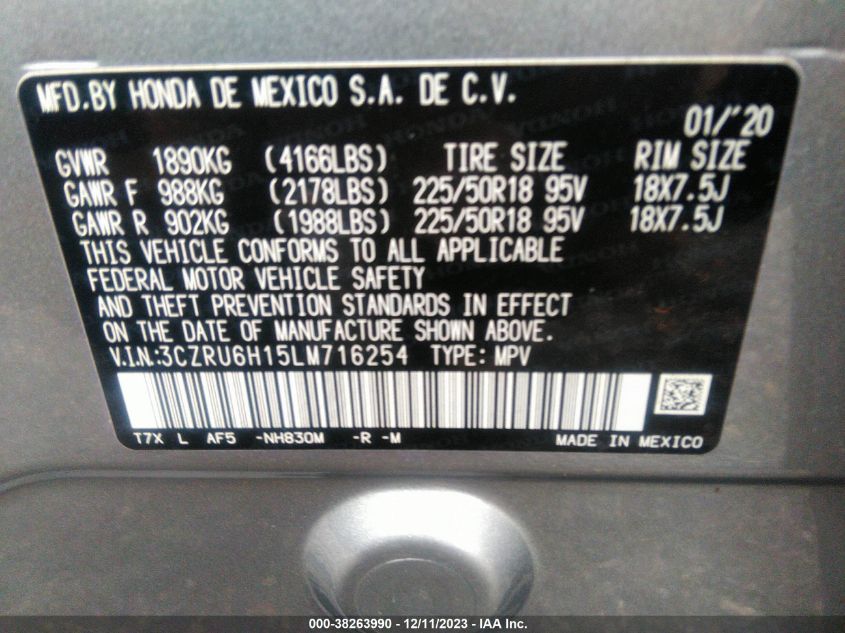 MFD.BY HONDA DE MEXICO S.A. DE C.V.
01/'20
GVWR 1890KG (4166LBS) TIRE SIZE RIM SIZE
GAWR F 988KG (2178LBS) 225/50R18 95V 18X7.5J
GAWR R 902KG (1988LBS) 225/50R18 95V 18X7.5J
THIS VEHICLE CONFORMS TO ALL APPLICABLE
FEDERAL MOTOR VEHICLE SAFETY
AND THEFT PREVENTION STANDARDS IN EFFECT
ON THE DATE OF MANUFACTURE SHOWN ABOVE.
V.I.N:3CZRU6H15LM716254 TYPE: MPV
T7X L AF5 -NH830M -R -M MADE IN MEXICO
000-38263990 - 12/11/2023 - IAA Inc.